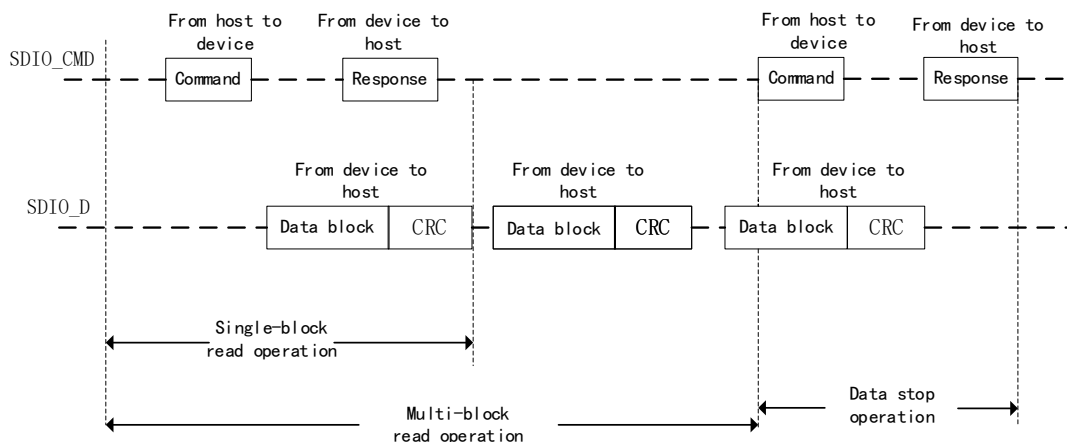 From host to
device
From device to
host
From host to
device
From device to
host
SDIO_CMD
Command
Response
Command
Response
From device to
host
From device to
host
From device to
host
SDIO_D
Data block
CRC
Data block
CRC
Data block
CRC
Single-block
read operation
Multi-block
read operation
Data stop
operation